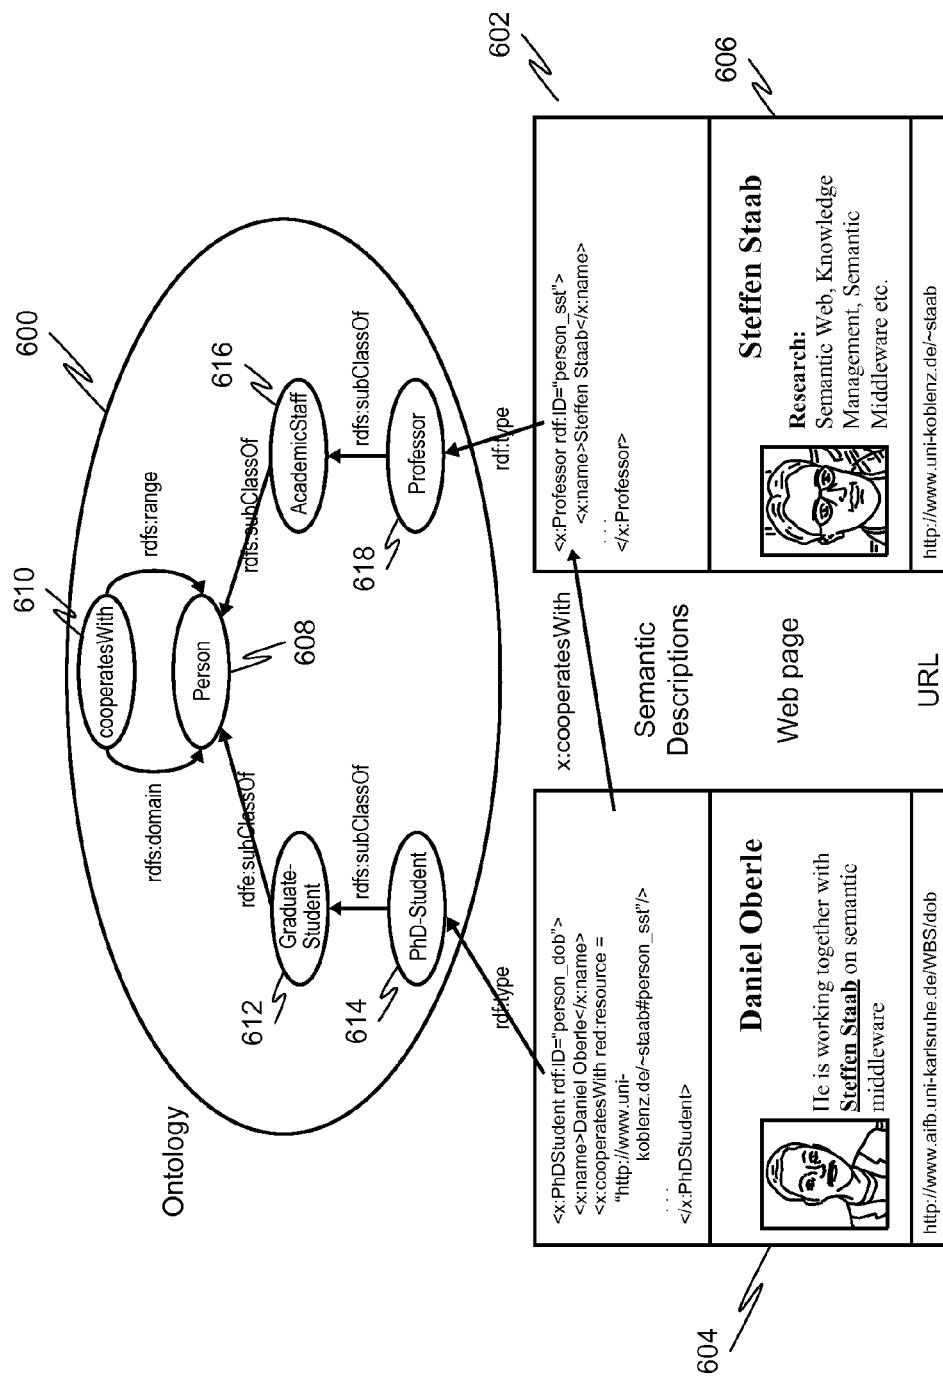 Ontology
600
610
cooperatesWith
rdfs:domain
rdfs:range
Person
608
rdfe:subClassOf
rdfs:subClassOf
612
Graduate-
Student
616
AcademicStaff
rdfs:subClassOf
rdfs:subClassOf
614
PhD-Student
618
Professor
rdf:type
rdf:type
602
<x:PhDStudent rdf:ID="person_dob">
<x:name>Daniel Oberle</x:name>
<x:cooperatesWith red:resource =
"http://www.uni-
koblenz.de/~staab#person_sst"/>
. . .
</x:PhDStudent>
x:cooperatesWith
Semantic
Descriptions
<x:Professor rdf:ID="person_sst">
<x:name>Steffen Staab</x:name>
. . .
</x:Professor>
604
Daniel Oberle
He is working together with
Steffen Staab on semantic
middleware
Web page
606
Steffen Staab
Research:
Semantic Web, Knowledge
Management, Semantic
Middleware etc.
http://www.aifb.uni-karlsruhe.de/WBS/dob
URL
http://www.uni-koblenz.de/~staab